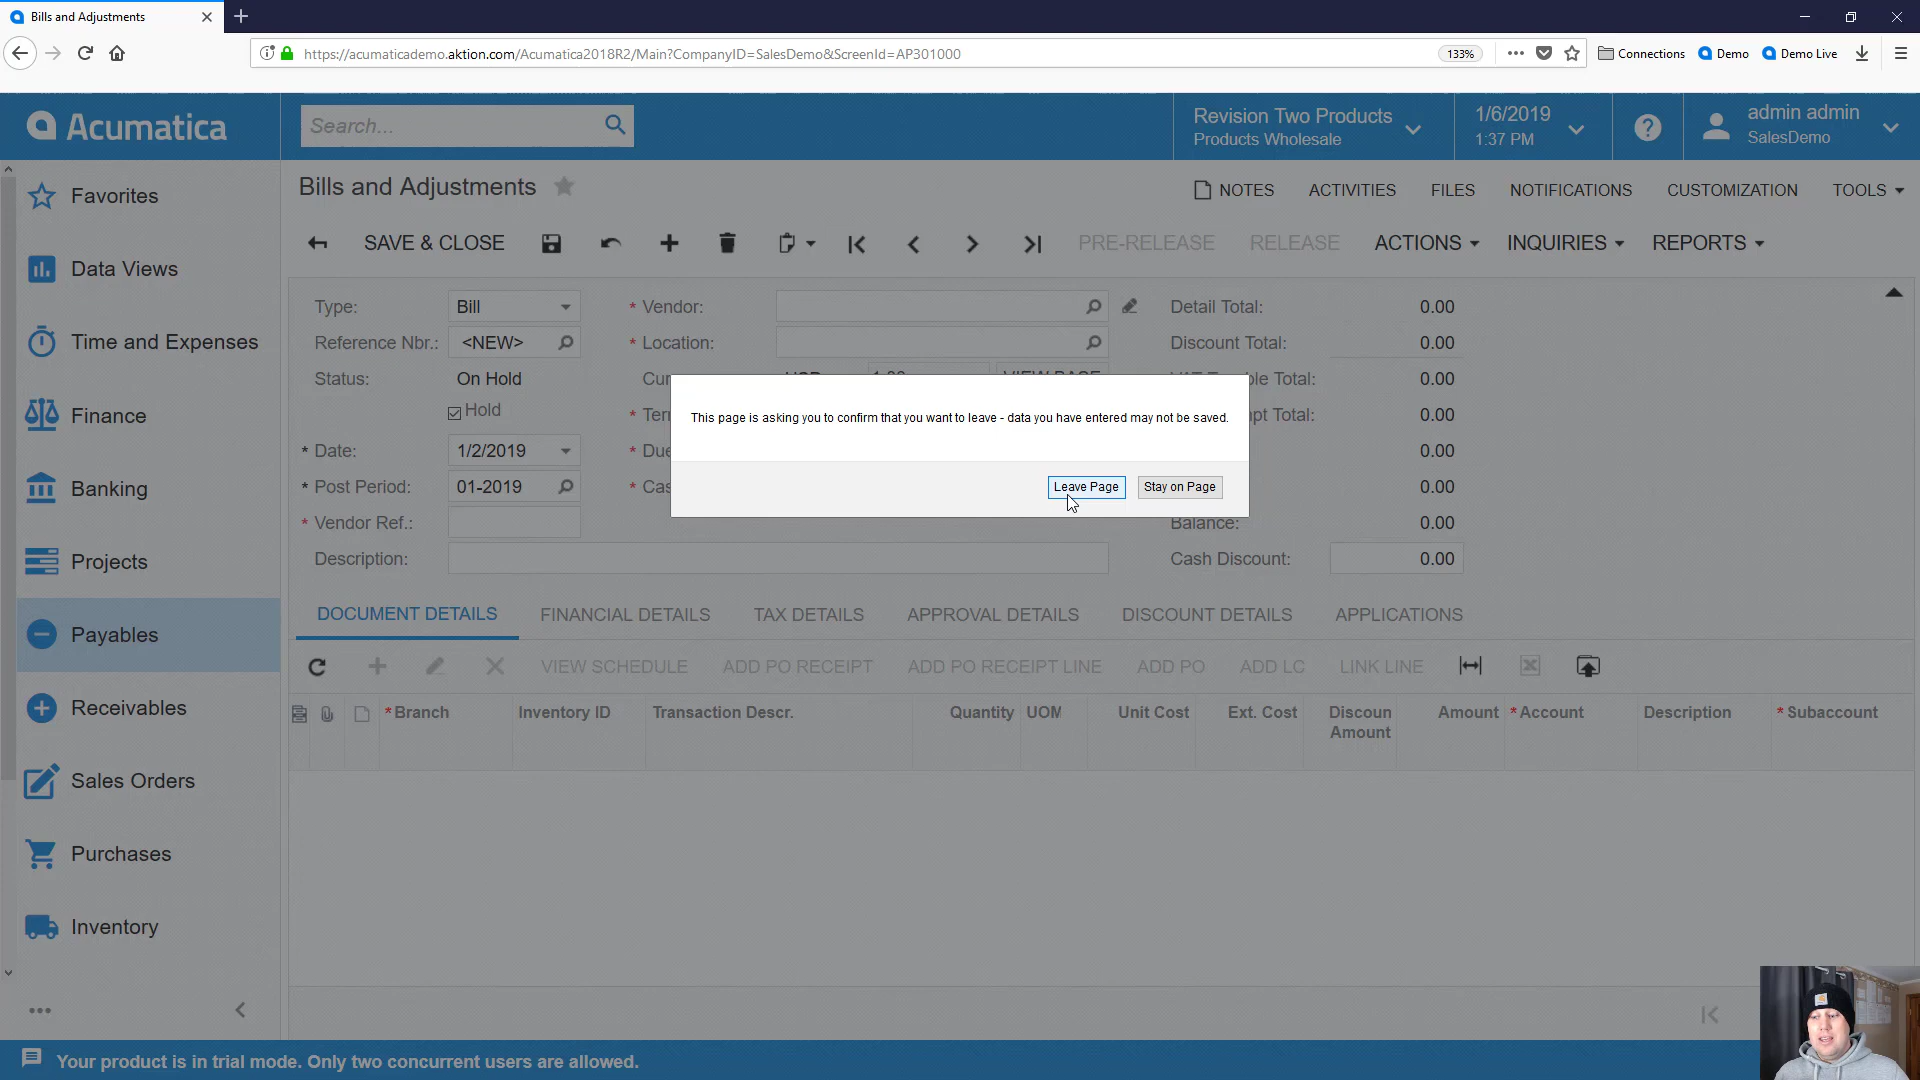 Bills and Adjustments
https://acumaticademo.aktion.com/Acumatica2018R2/Main?CompanyID=SalesDemo&ScreenId=AP301000
133%
Connections
Demo
Demo Live
Acumatica
Search...
Revision Two Products
Products Wholesale
1/6/2019
1:37 PM
admin admin
SalesDemo
Favorites
Data Views
Time and Expenses
Finance
Banking
Projects
Payables
Receivables
Sales Orders
Purchases
Inventory
Bills and Adjustments
NOTES ACTIVITIES FILES NOTIFICATIONS CUSTOMIZATION TOOLS
SAVE & CLOSE PRE-RELEASE RELEASE ACTIONS INQUIRIES REPORTS
Type: Bill * Vendor: Detail Total: 0.00
Reference Nbr.: <NEW> * Location: Discount Total: 0.00
Status: On Hold Cur 0.00
Hold * Ter pt Total: 0.00
* Date: 1/2/2019 * Due 0.00
* Post Period: 01-2019 * Cas 0.00
* Vendor Ref.: Balance: 0.00
Description: Cash Discount: 0.00
This page is asking you to confirm that you want to leave - data you have entered may not be saved.
Leave Page Stay on Page
DOCUMENT DETAILS FINANCIAL DETAILS TAX DETAILS APPROVAL DETAILS DISCOUNT DETAILS APPLICATIONS
VIEW SCHEDULE ADD PO RECEIPT ADD PO RECEIPT LINE ADD PO ADD LC LINK LINE
* Branch Inventory ID Transaction Descr. Quantity UOM Unit Cost Ext. Cost Discoun Amount * Account Description * Subaccount
Amount
Your product is in trial mode. Only two concurrent users are allowed.